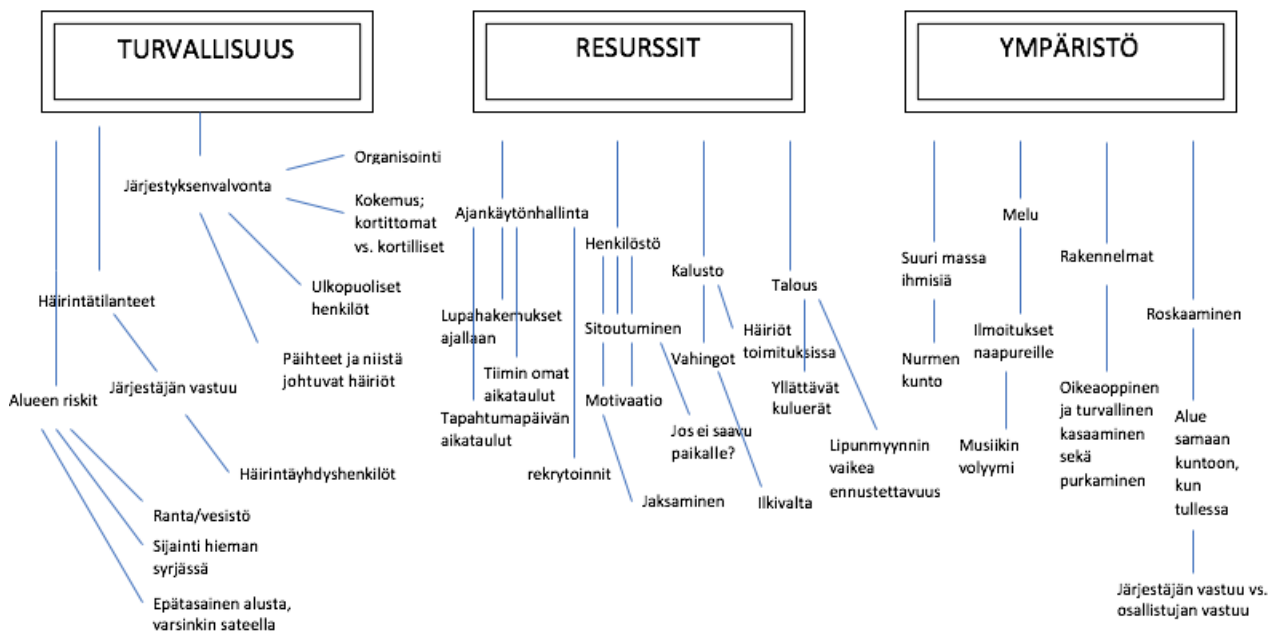 TURVALLISUUS
Järjestyksenvalvonta
Organisointi
Kokemus;
kortittomat
vs. kortilliset
Ulkopuoliset
henkilöt
Päihteet ja niistä
johtuvat häiriöt
Häirintätilanteet
Järjestäjän vastuu
Häirintäyhdyshenkilöt
Alueen riskit
Ranta/vesistö
Sijainti hieman
syrjässä
Epätasainen alusta,
varsinkin sateella
RESURSSIT
Ajankäytönhallinta
Lupahakemukset
ajallaan
Tiimin omat
aikataulut
Tapahtumapäivän
aikataulut
rekrytoinnit
Henkilöstö
Sitoutuminen
Motivaatio
Jos ei saavu
paikalle?
Jaksaminen
Kalusto
Häiriöt
toimituksissa
Vahingot
Ilkivalta
Talous
Yllättävät
kuluerät
Lipunmyynnin
vaikea
ennustettavuus
YMPÄRISTÖ
Suuri massa
ihmisiä
Nurmen
kunto
Melu
Ilmoitukset
naapureille
Musiikin
volyymi
Rakennelmat
Oikeaoppinen
ja turvallinen
kasaaminen
sekä
purkaminen
Roskaaminen
Alue
samaan
kuntoon,
kun
tullessa
Järjestäjän vastuu vs.
osallistujan vastuu